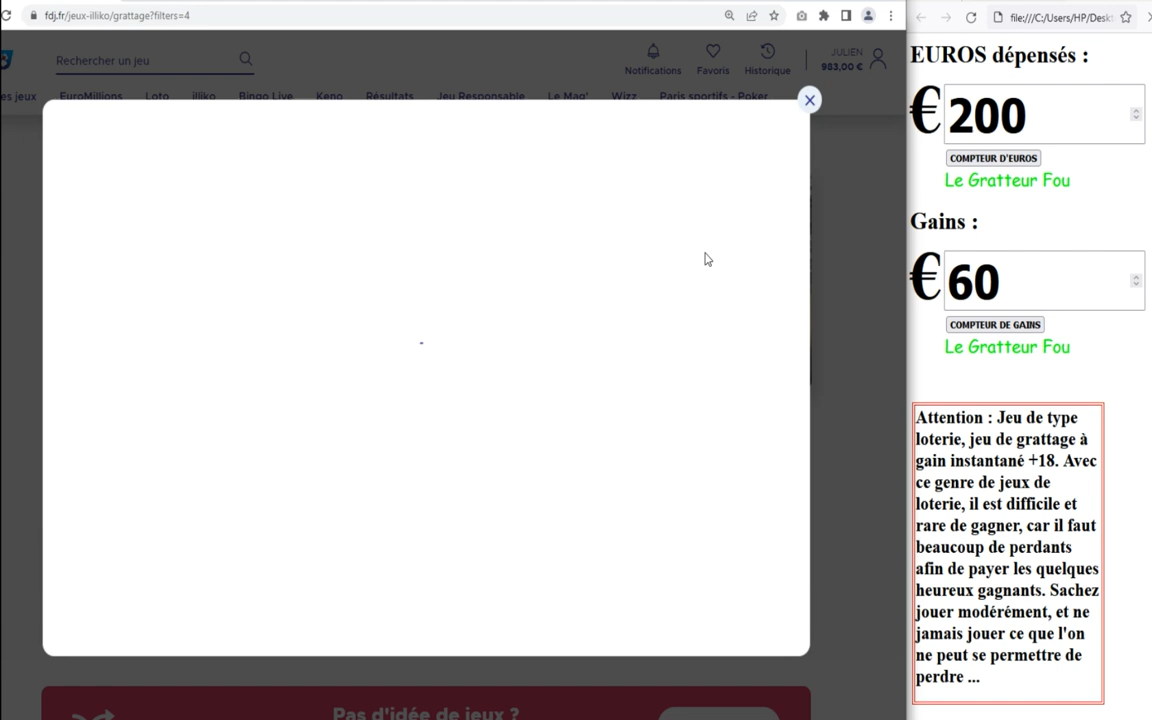 fdj.fr/jeux-illiko/grattage?filters=4
Rechercher un jeu
Notifications
Favoris
Historique
JULIEN
983,00 €
es jeux
EuroMillions
Loto
illiko
Bingo Live
Keno
Résultats
Jeu Responsable
Le Mag'
Wizz
Paris sportifs - Poker
Pas d'idée de jeux ?
file:///C:/Users/HP/Desk
EUROS dépensés :
€ 200
COMPTEUR D'EUROS
Le Gratteur Fou
Gains :
€ 60
COMPTEUR DE GAINS
Le Gratteur Fou
Attention : Jeu de type
loterie, jeu de grattage à
gain instantané +18. Avec
ce genre de jeux de
loterie, il est difficile et
rare de gagner, car il faut
beaucoup de perdants
afin de payer les quelques
heureux gagnants. Sachez
jouer modérément, et ne
jamais jouer ce que l'on
ne peut se permettre de
perdre ...